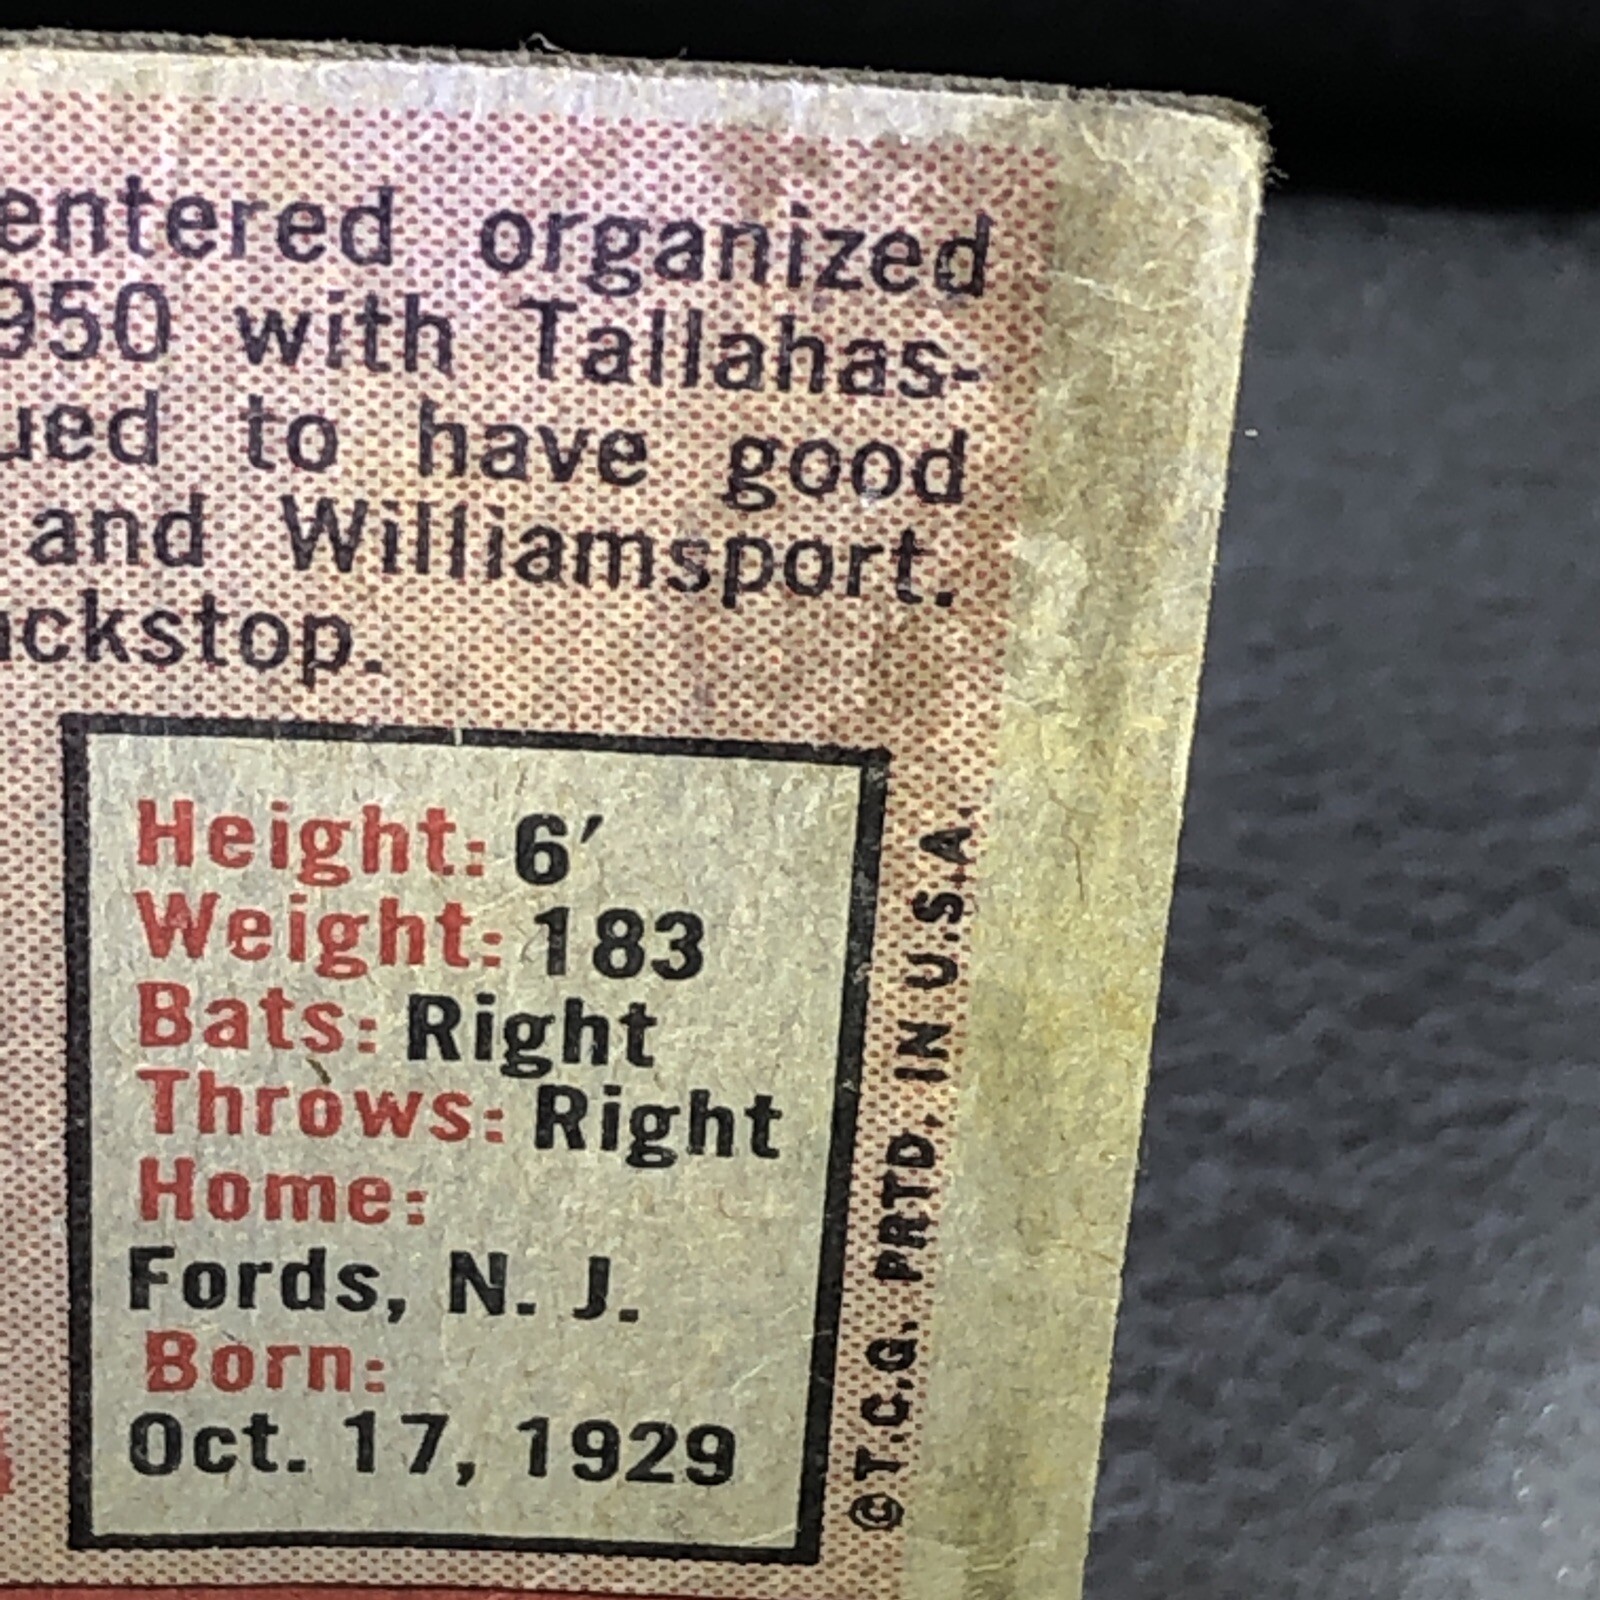 entered organized
950 with Tallahas-
ued to have good
and Williamsport.
ckstop.
Height: 6′
Weight: 183
Bats: Right
Throws: Right
Home:
Fords, N. J.
Born:
Oct. 17, 1929
© T.C.G. PRTD. IN U.S.A.